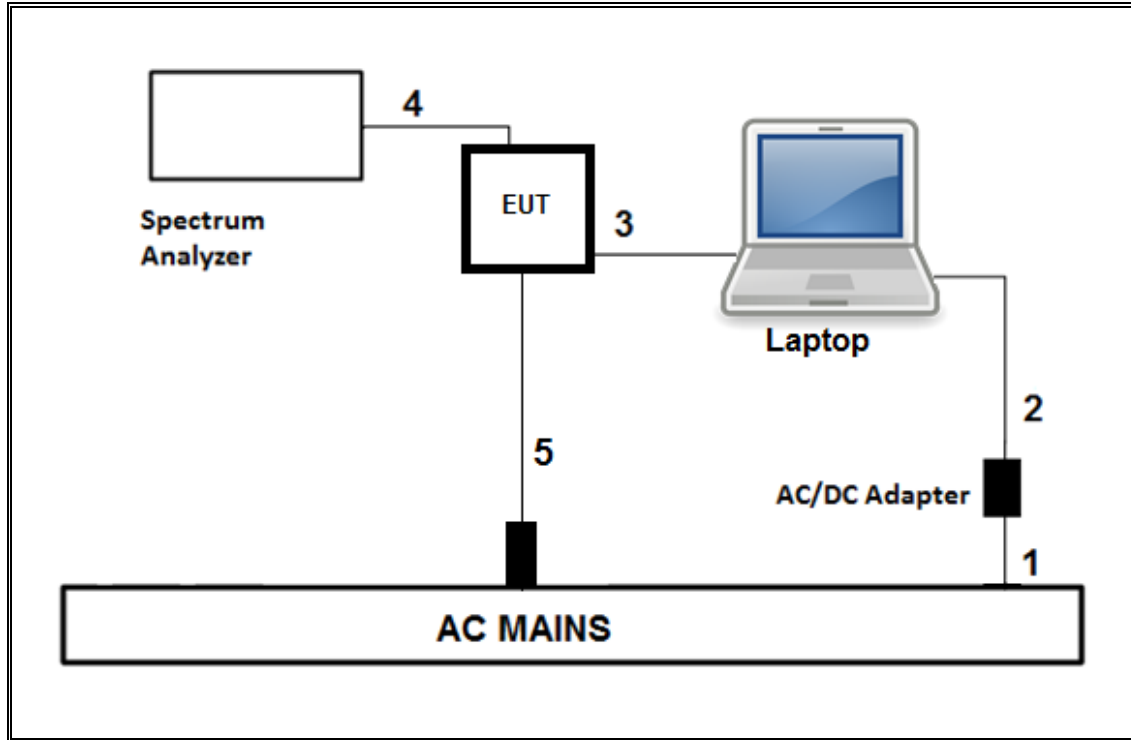 4
EUT
Spectrum
Analyzer
3
Laptop
2
5
AC/DC Adapter
1
AC MAINS